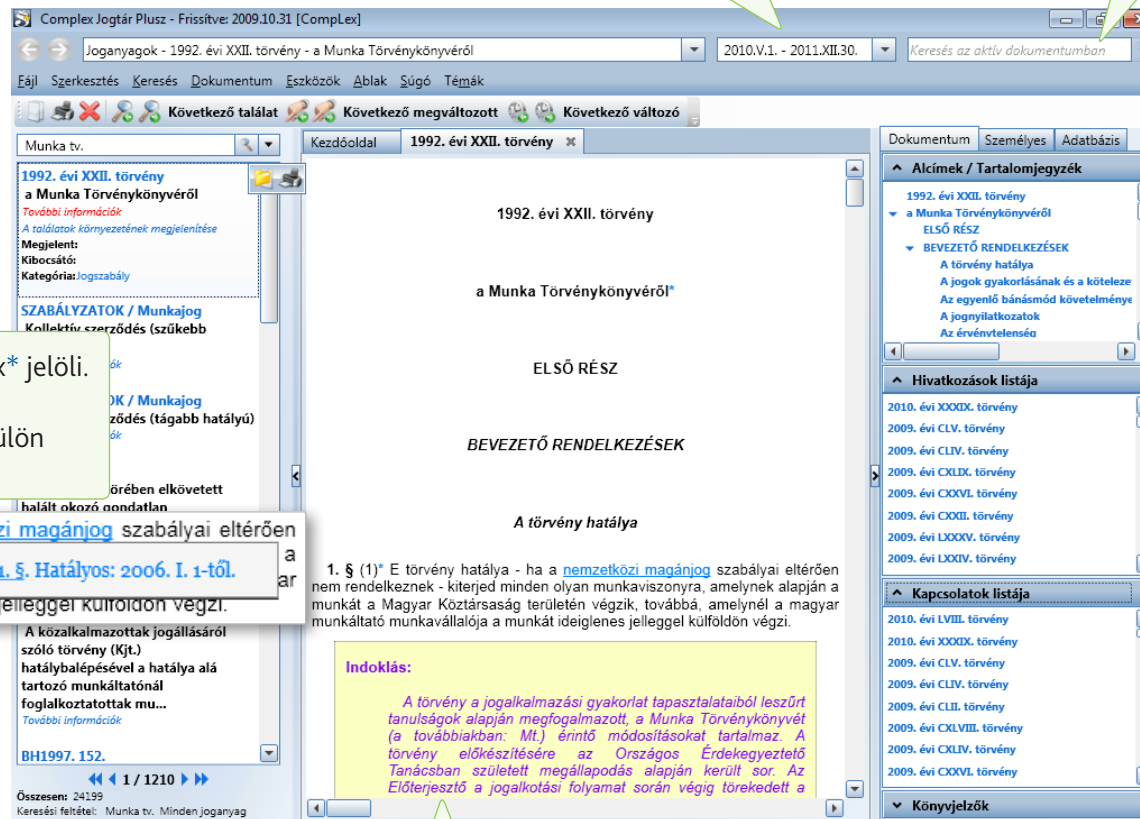 Complex Jogtár Plusz - Frissítve: 2009.10.31 [CompLex]
Joganyagok - 1992. évi XXII. törvény - a Munka Törvénykönyvéről
2010.V.1. - 2011.XII.30.
Keresés az aktív dokumentumban
Fájl Szerkesztés Keresés Dokumentum Eszközök Ablak Súgó Témák
Következő találat Következő megváltozott Következő változó
Munka tv.
1992. évi XXII. törvény
a Munka Törvénykönyvéről
További információk
A találatok környezetének megjelenítése
Megjelent:
Kibocsátó:
Kategória: Jogszabály
SZABÁLYZATOK / Munkajog
Kollektív szerződés (szűkebb
jelöli.
ók
OK / Munkajog
ződés (tágabb hatályú)
ók
ülön
örében elkövetett
halált okozó gondatlan
zi magánjog szabályai eltérően
a
1. §. Hatályos: 2006. I. 1-től.
ar
jelleggel külföldön végzi.
A közalkalmazottak jogállásáról
szóló törvény (Kjt.)
hatálybalépésével a hatálya alá
tartozó munkáltatónál
foglalkoztatottak mu...
További információk
BH1997. 152.
1 / 1210
Összesen: 24199
Keresési feltétel: Munka tv. Minden joganyag
Kezdőoldal 1992. évi XXII. törvény
1992. évi XXII. törvény
a Munka Törvénykönyvéről*
ELSŐ RÉSZ
BEVEZETŐ RENDELKEZÉSEK
A törvény hatálya
1. § (1)* E törvény hatálya - ha a nemzetközi magánjog szabályai eltérően
nem rendelkeznek - kiterjed minden olyan munkaviszonyra, amelynek alapján a
munkát a Magyar Köztársaság területén végzik, továbbá, amelynél a magyar
munkáltató munkavállalója a munkát ideiglenes jelleggel külföldön végzi.
Indoklás:
A törvény a jogalkalmazási gyakorlat tapasztalataiból leszűrt
tanulságok alapján megfogalmazott, a Munka Törvénykönyvét
(a továbbiakban: Mt.) érintő módosításokat tartalmaz. A
törvény előkészítésére az Országos Érdekegyeztető
Tanácsban született megállapodás alapján került sor. Az
Előterjesztő a jogalkotási folyamat során végig törekedett a
Dokumentum Személyes Adatbázis
Alcímek / Tartalomjegyzék
1992. évi XXII. törvény
a Munka Törvénykönyvéről
ELSŐ RÉSZ
BEVEZETŐ RENDELKEZÉSEK
A törvény hatálya
A jogok gyakorlásának és a kötelezet
Az egyenlő bánásmód követelménye
A jognyilatkozatok
Az érvénytelenség
Hivatkozások listája
2010. évi XXXIX. törvény
2009. évi CLV. törvény
2009. évi CLIV. törvény
2009. évi CXLIX. törvény
2009. évi CXXVI. törvény
2009. évi CXXII. törvény
2009. évi LXXXV. törvény
2009. évi LXXIV. törvény
Kapcsolatok listája
2010. évi LVIII. törvény
2010. évi XXXIX. törvény
2009. évi CLV. törvény
2009. évi CLIV. törvény
2009. évi CLII. törvény
2009. évi CXLVIII. törvény
2009. évi CXLIV. törvény
2009. évi CXXVI. törvény
Könyvjelzők